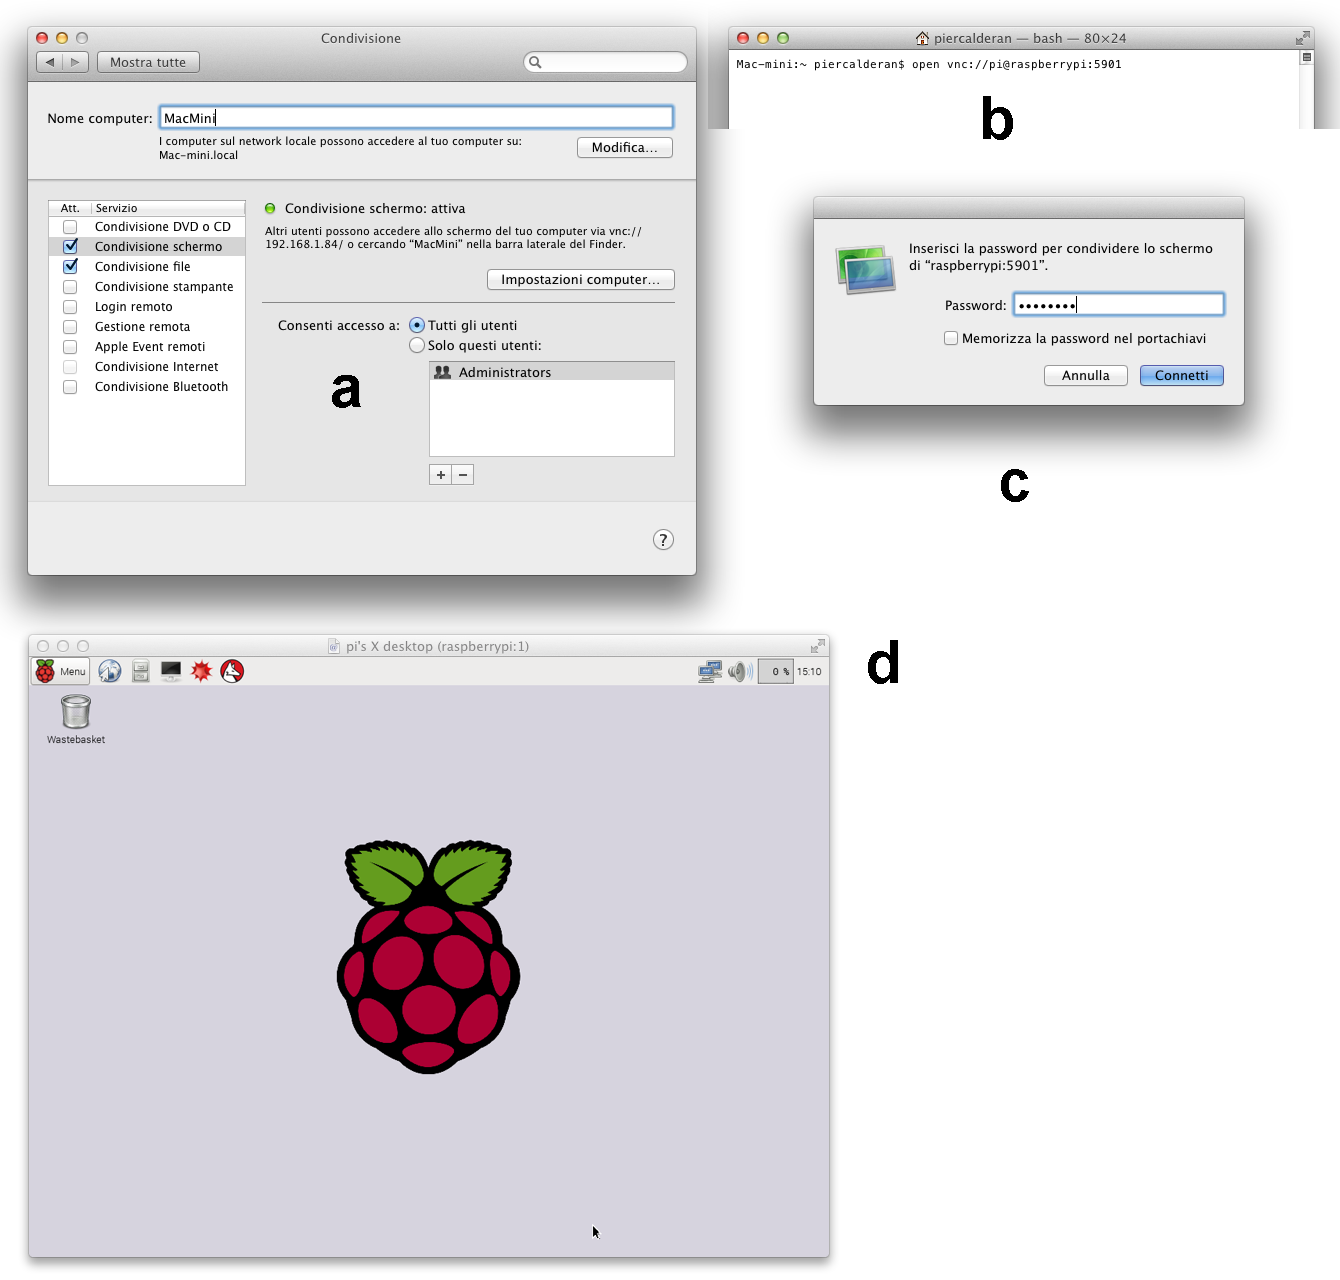 Condivisione
Mostra tutte
Nome computer: MacMini
I computer sul network locale possono accedere al tuo computer su:
Mac-mini.local
Modifica...
Att. Servizio
Condivisione DVD o CD
Condivisione schermo
Condivisione file
Condivisione stampante
Login remoto
Gestione remota
Apple Event remoti
Condivisione Internet
Condivisione Bluetooth
Condivisione schermo: attiva
Altri utenti possono accedere allo schermo del tuo computer via vnc://
192.168.1.84/ o cercando “MacMini” nella barra laterale del Finder.
Impostazioni computer...
Consenti accesso a: Tutti gli utenti
Solo questi utenti:
Administrators
+ −
?
a
piercalderan — bash — 80×24
Mac-mini:~ piercalderan$ open vnc://pi@raspberrypi:5901
b
Inserisci la password per condividere lo schermo
di “raspberrypi:5901”.
Password: ••••••••
Memorizza la password nel portachiavi
Annulla Connetti
c
pi's X desktop (raspberrypi:1)
Menu 0 % 15:10
Wastebasket
d